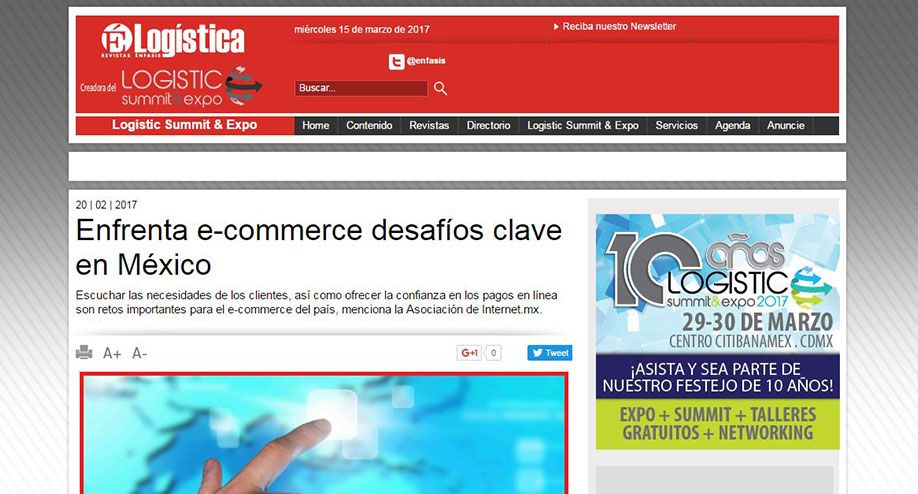 Logística
REVISTAS ÉNFASIS
Creadora del LOGISTIC
summit&expo
miércoles 15 de marzo de 2017
Reciba nuestro Newsletter
@enfasis
Buscar...
Logistic Summit & Expo
Home Contenido Revistas Directorio Logistic Summit & Expo Servicios Agenda Anuncie
20 | 02 | 2017
Enfrenta e-commerce desafíos clave
en México
Escuchar las necesidades de los clientes, así como ofrecer la confianza en los pagos en línea
son retos importantes para el e-commerce del país, menciona la Asociación de Internet.mx.
A+ A-
G+1 0
Tweet
10 años
LOGISTIC
summit&expo 2017
29-30 DE MARZO
CENTRO CITIBANAMEX . CDMX
¡ASISTA Y SEA PARTE DE
NUESTRO FESTEJO DE 10 AÑOS!
EXPO + SUMMIT + TALLERES
GRATUITOS + NETWORKING